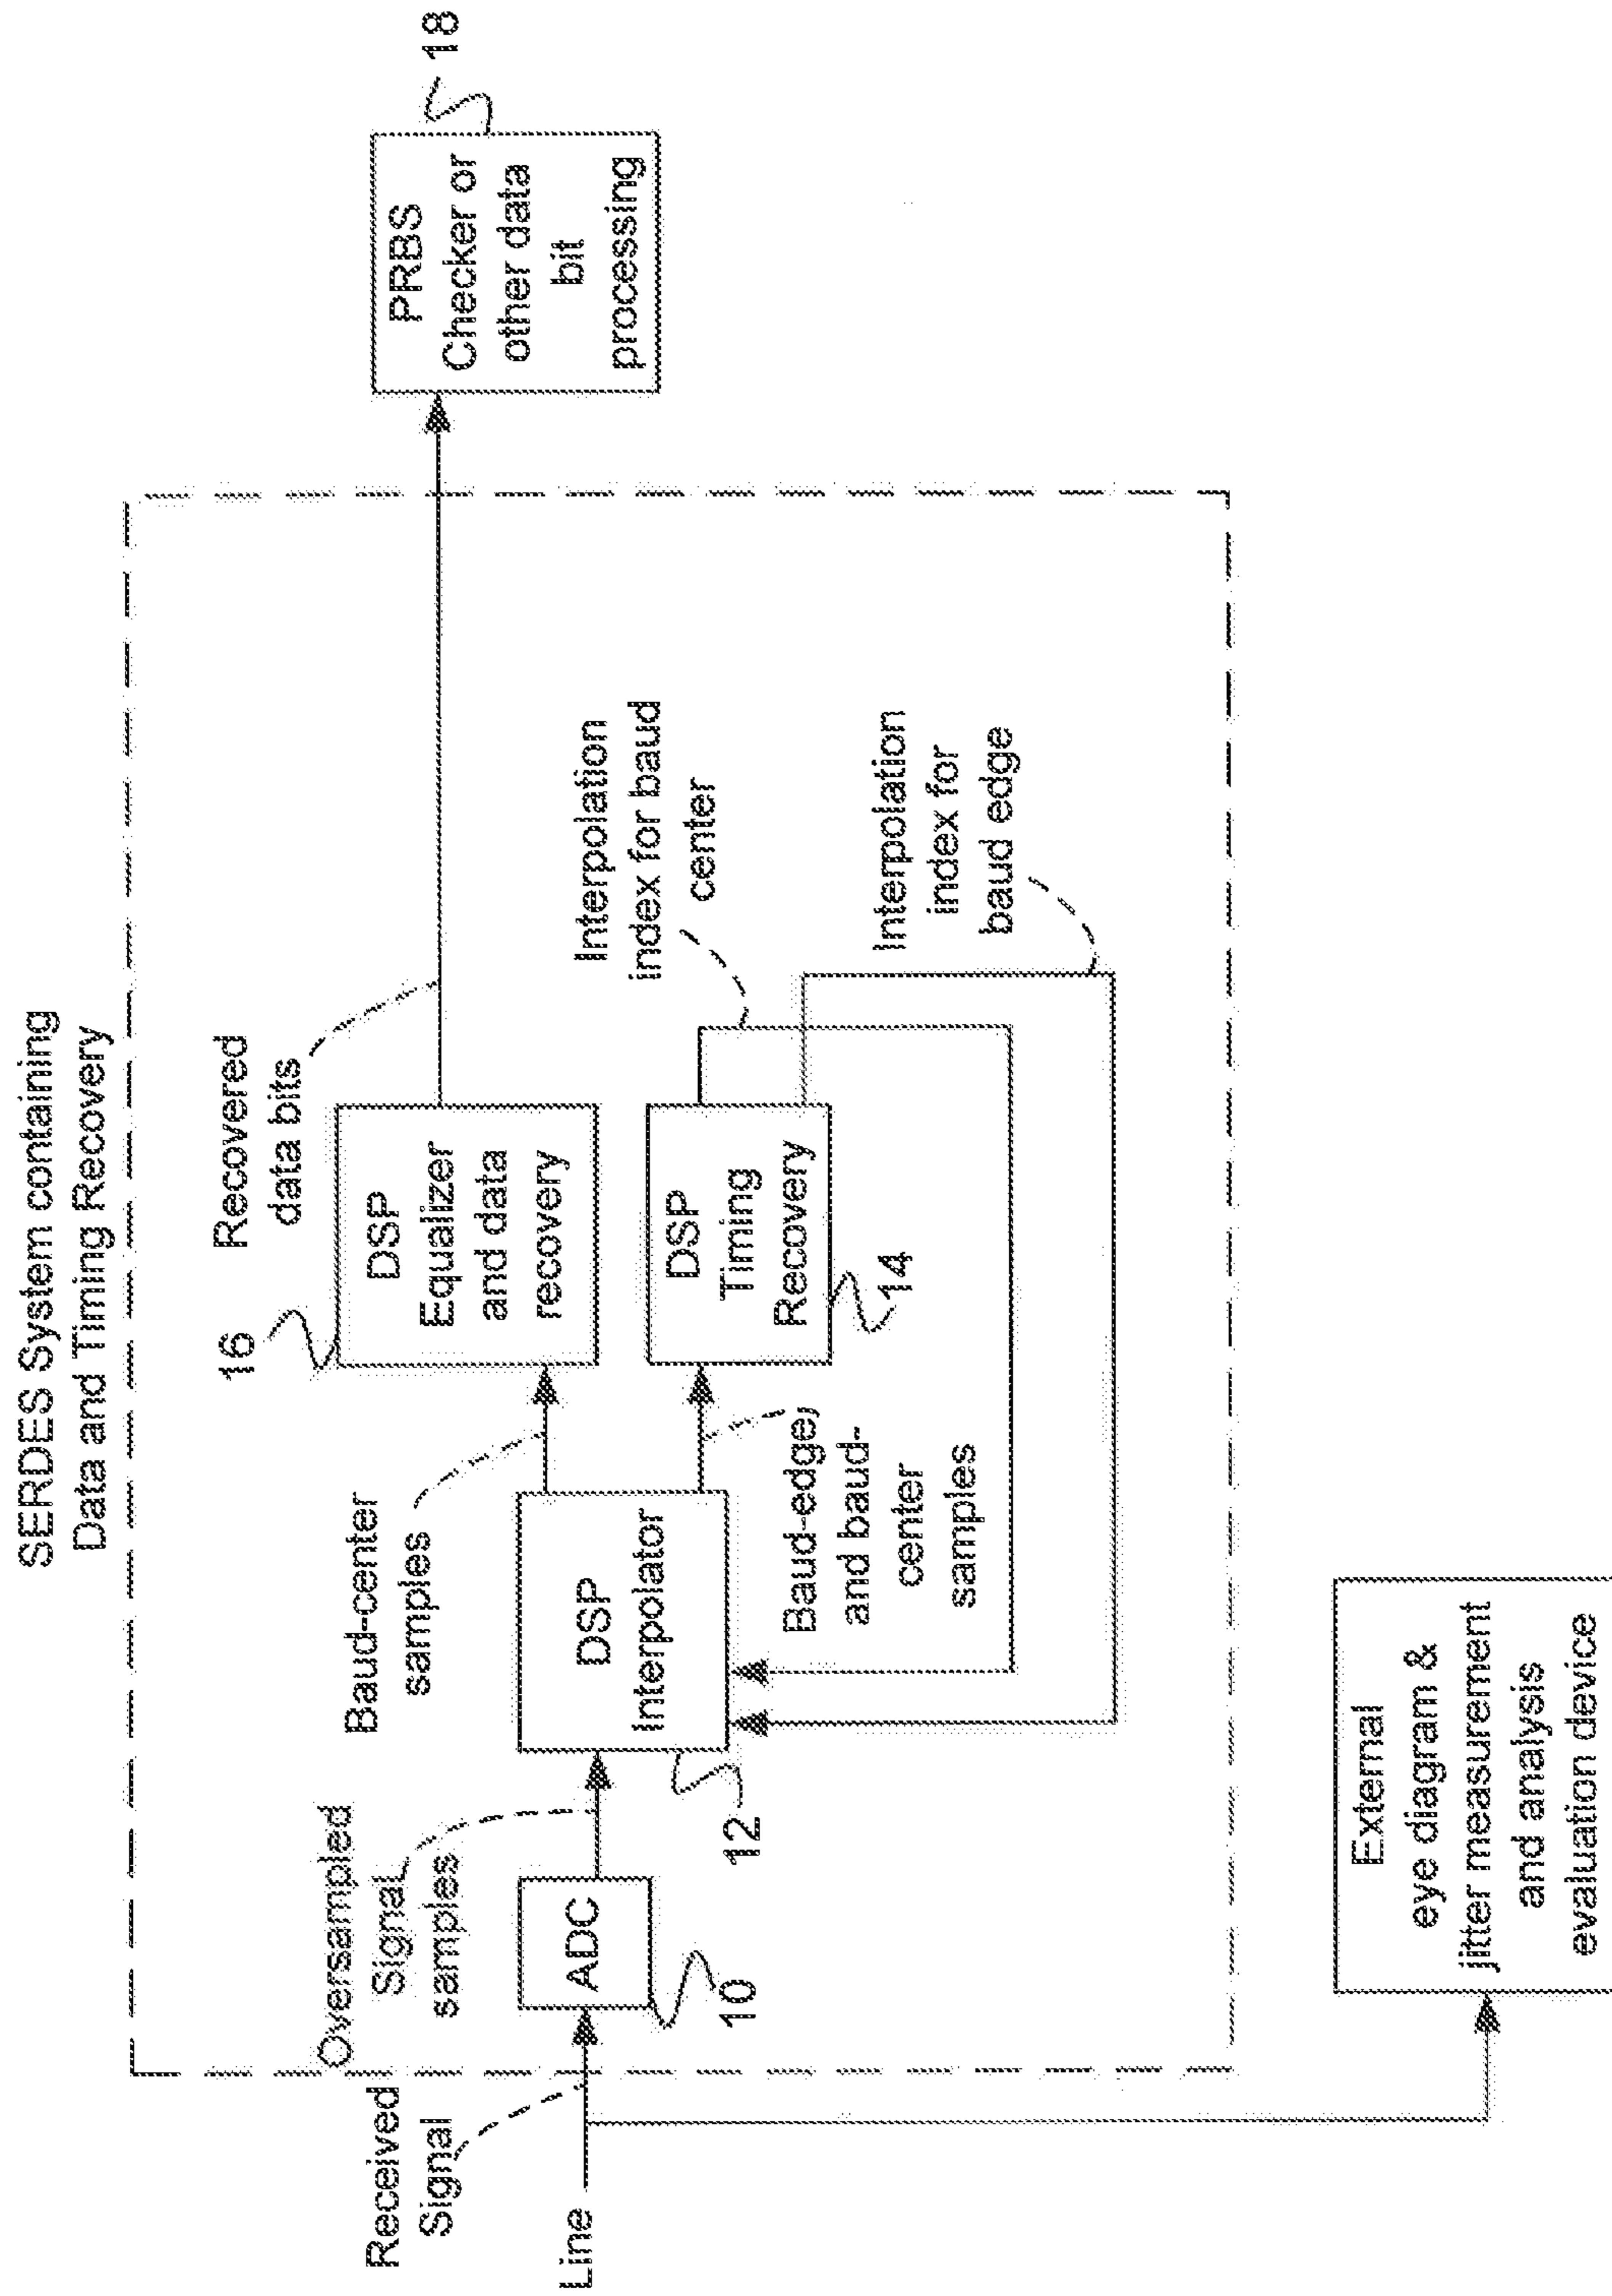 SERDES System containing
Data and Timing Recovery
Line
Received
Signal
Oversampled
Signal
samples
ADC
10
DSP
Interpolator
12
Baud-center
samples
Baud-edge,
and baud-
center
samples
16
DSP
Equalizer
and data
recovery
DSP
Timing
Recovery
14
Recovered
data bits
Interpolation
index for baud
center
Interpolation
index for
baud edge
PRBS
Checker or
other data
bit
processing
18
External
eye diagram &
jitter measurement
and analysis
evaluation device